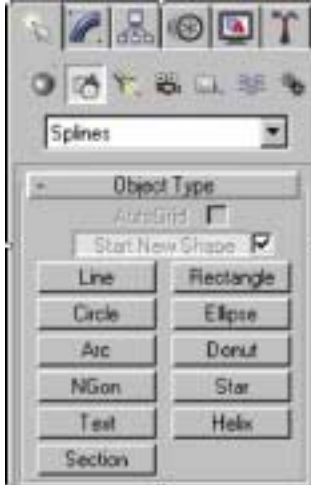 Splines
- Object Type
AutoGrid
Start New Shape
Line Rectangle
Circle Ellipse
Arc Donut
NGon Star
Text Helix
Section